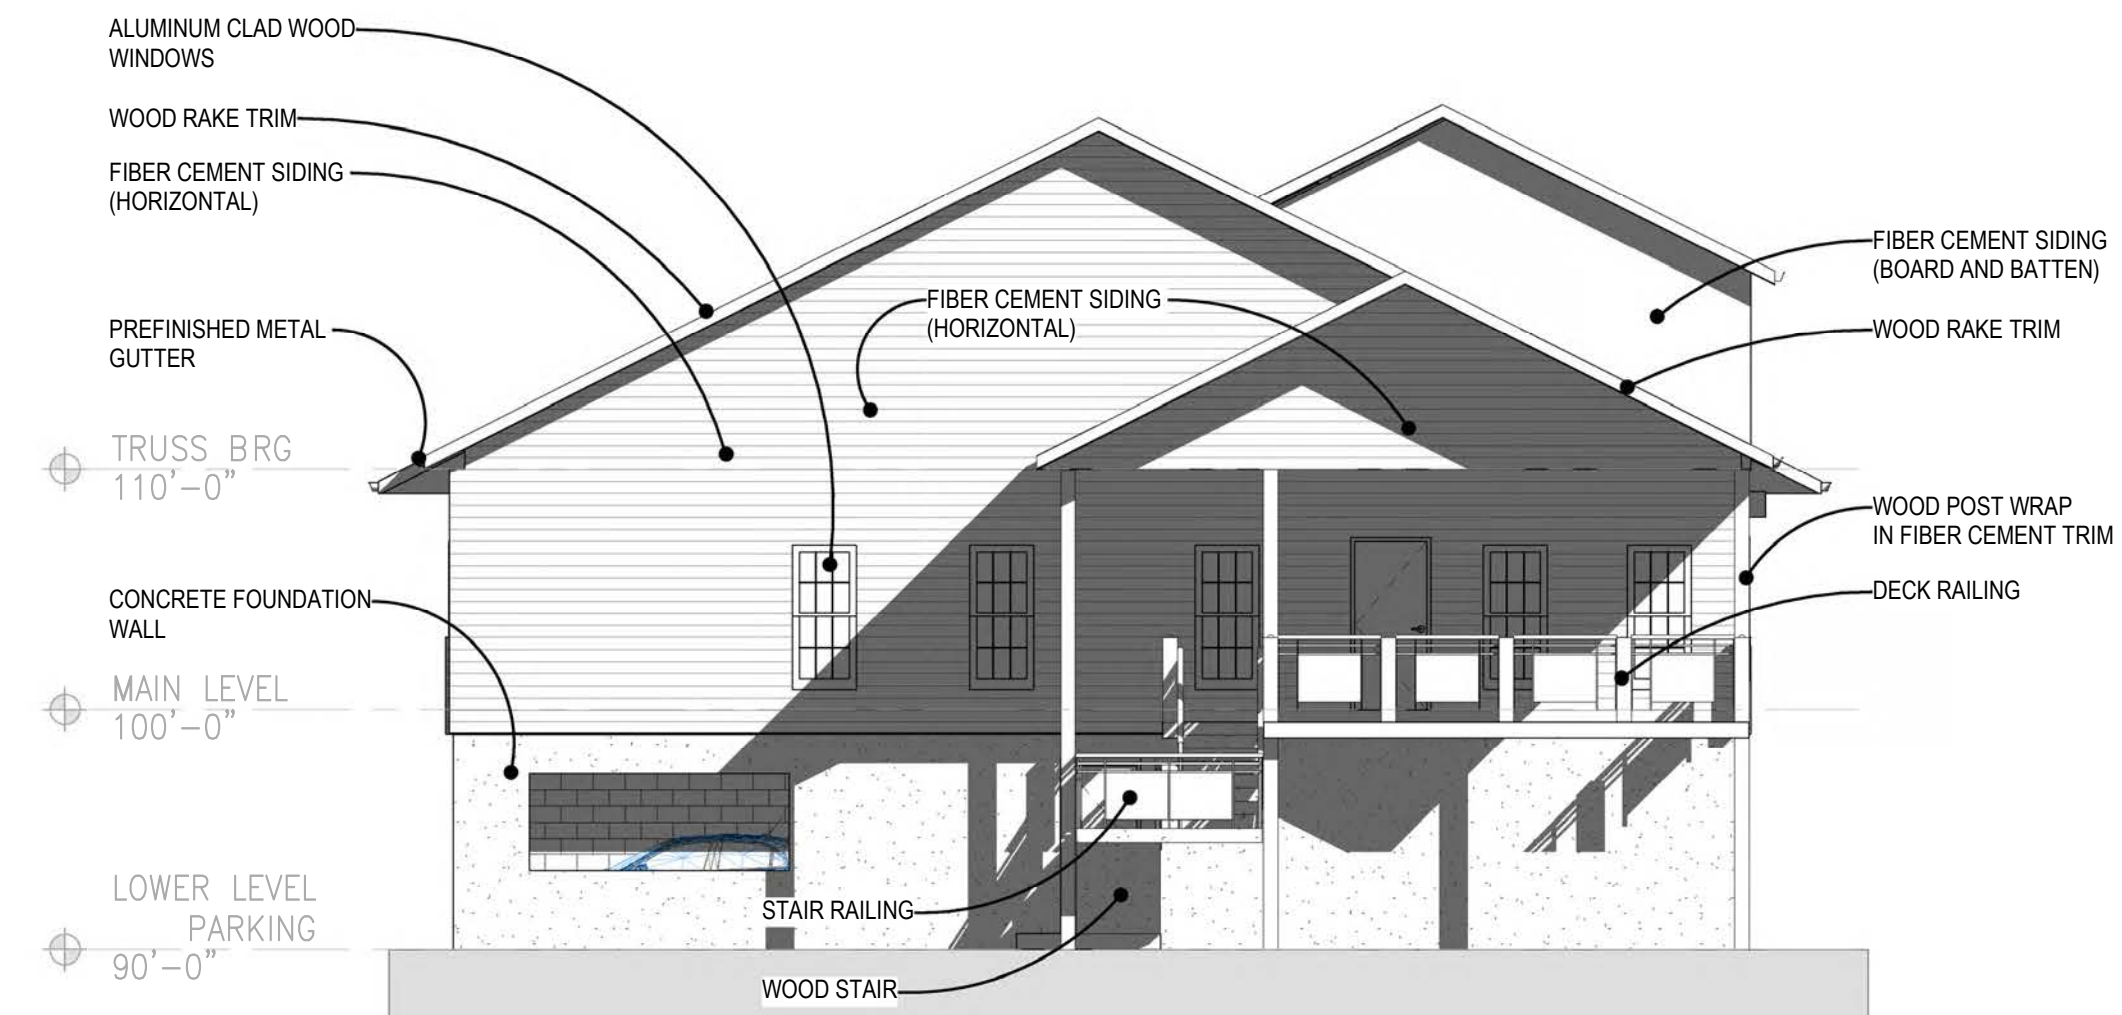 ALUMINUM CLAD WOOD
WINDOWS
WOOD RAKE TRIM
FIBER CEMENT SIDING
(HORIZONTAL)
PREFINISHED METAL
GUTTER
TRUSS BRG
110'-0"
CONCRETE FOUNDATION
WALL
MAIN LEVEL
100'-0"
LOWER LEVEL
PARKING
90'-0"
FIBER CEMENT SIDING
(HORIZONTAL)
STAIR RAILING
WOOD STAIR
FIBER CEMENT SIDING
(BOARD AND BATTEN)
WOOD RAKE TRIM
WOOD POST WRAP
IN FIBER CEMENT TRIM
DECK RAILING